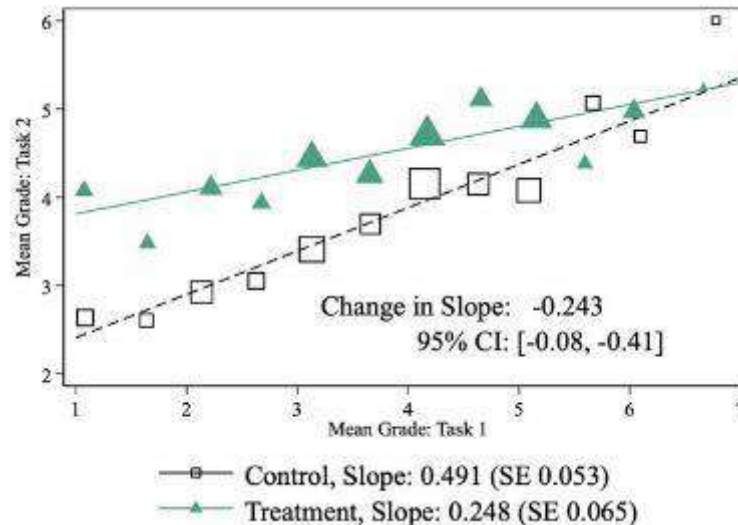 6
5
4
3
2
Mean Grade: Task 2
Change in Slope: -0.243
95% CI: [-0.08, -0.41]
1 2 3 4 5 6 7
Mean Grade: Task 1
Control, Slope: 0.491 (SE 0.053)
Treatment, Slope: 0.248 (SE 0.065)